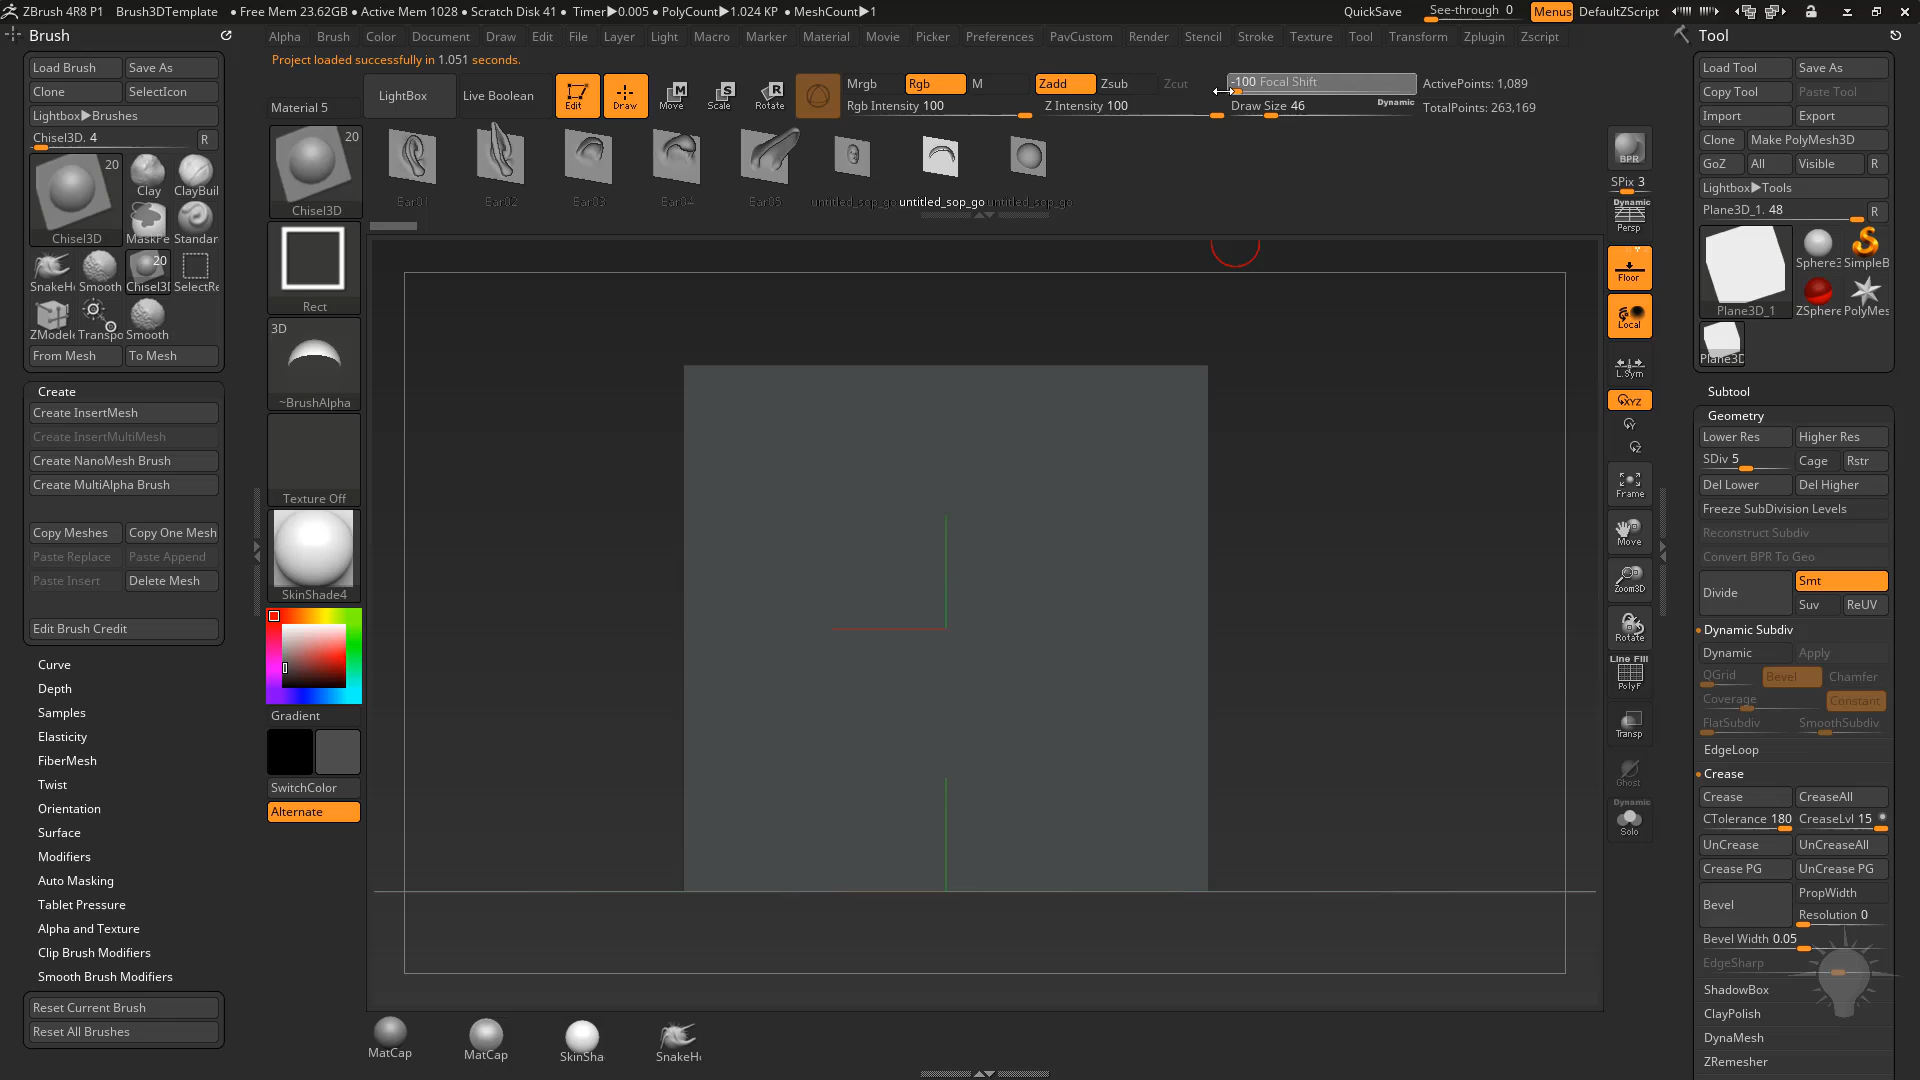 ZBrush 4R8 P1 Brush3DTemplate ● Free Mem 23.62GB ● Active Mem 1028 ● Scratch Disk 41 ● Timer▶0.005 ● PolyCount▶1.024 KP ● MeshCount▶1 QuickSave See-through 0 Menus DefaultZScript
Brush
Alpha Brush Color Document Draw Edit File Layer Light Macro Marker Material Movie Picker Preferences PavCustom Render Stencil Stroke Texture Tool Transform Zplugin Zscript
Tool
Project loaded successfully in 1.051 seconds.
Load Brush Save As
Clone SelectIcon
Lightbox▶Brushes
Chisel3D. 4 R
20
Clay ClayBuil
Chisel3D MaskPe Standar
20
SnakeHo Smooth Chisel3D SelectRe
ZModele Transpo Smooth
From Mesh To Mesh
Create
Create InsertMesh
Create InsertMultiMesh
Create NanoMesh Brush
Create MultiAlpha Brush
Copy Meshes Copy One Mesh
Paste Replace Paste Append
Paste Insert Delete Mesh
Edit Brush Credit
Curve
Depth
Samples
Elasticity
FiberMesh
Twist
Orientation
Surface
Modifiers
Auto Masking
Tablet Pressure
Alpha and Texture
Clip Brush Modifiers
Smooth Brush Modifiers
Reset Current Brush
Reset All Brushes
Material 5
LightBox Live Boolean Edit Draw Move Scale Rotate
Mrgb Rgb M Zadd Zsub Zcut -100 Focal Shift ActivePoints: 1,089
Rgb Intensity 100 Z Intensity 100 Draw Size 46 Dynamic TotalPoints: 263,169
20
Chisel3D
Ear01 Ear02 Ear03 Ear04 Ear05 untitled_sop_go untitled_sop_go untitled_sop_go
Rect
3D
~BrushAlpha
Texture Off
SkinShade4
Gradient
SwitchColor
Alternate
MatCap MatCap SkinSha SnakeHo
BPR
SPix 3
Dynamic
Persp
Floor
Local
L.Sym
XYZ
Y
Z
Frame
Move
Zoom3D
Rotate
Line Fill
PolyF
Transp
Ghost
Dynamic
Solo
Load Tool Save As
Copy Tool Paste Tool
Import Export
Clone Make PolyMesh3D
GoZ All Visible R
Lightbox▶Tools
Plane3D_1. 48 R
Sphere3 SimpleB
Plane3D_1 ZSphere PolyMes
Plane3D
Subtool
Geometry
Lower Res Higher Res
SDiv 5 Cage Rstr
Del Lower Del Higher
Freeze SubDivision Levels
Reconstruct Subdiv
Convert BPR To Geo
Divide Smt
Suv ReUV
Dynamic Subdiv
Dynamic Apply
QGrid Bevel Chamfer
Coverage Constant
FlatSubdiv SmoothSubdiv
EdgeLoop
Crease
Crease CreaseAll
CTolerance 180 CreaseLvl 15
UnCrease UnCreaseAll
Crease PG UnCrease PG
Bevel PropWidth
Resolution 0
Bevel Width 0.05
EdgeSharp
ShadowBox
ClayPolish
DynaMesh
ZRemesher